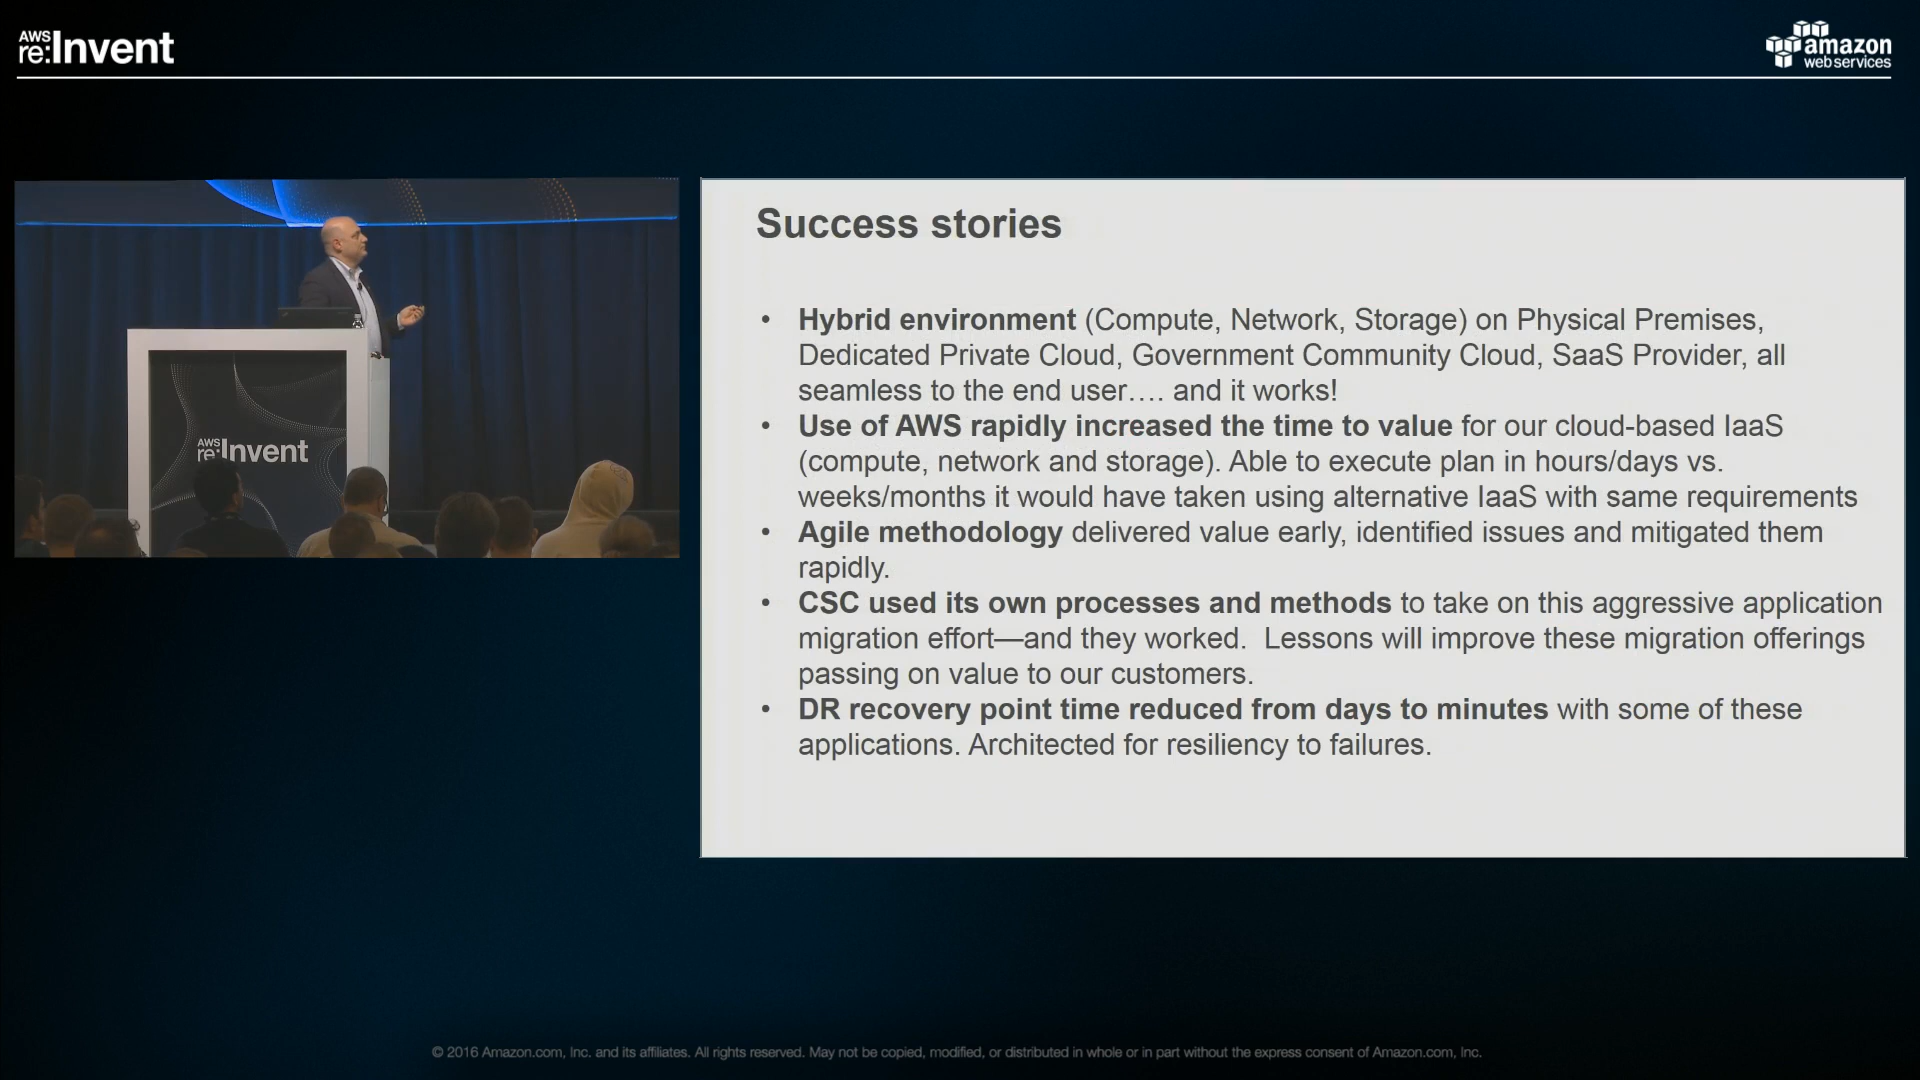 AWS
re:Invent
amazon
web services
AWS
re:Invent
Success stories
• Hybrid environment (Compute, Network, Storage) on Physical Premises,
Dedicated Private Cloud, Government Community Cloud, SaaS Provider, all
seamless to the end user…. and it works!
• Use of AWS rapidly increased the time to value for our cloud-based IaaS
(compute, network and storage). Able to execute plan in hours/days vs.
weeks/months it would have taken using alternative IaaS with same requirements
• Agile methodology delivered value early, identified issues and mitigated them
rapidly.
• CSC used its own processes and methods to take on this aggressive application
migration effort—and they worked.  Lessons will improve these migration offerings
passing on value to our customers.
• DR recovery point time reduced from days to minutes with some of these
applications. Architected for resiliency to failures.
© 2016 Amazon.com, Inc. and its affiliates. All rights reserved. May not be copied, modified, or distributed in whole or in part without the express consent of Amazon.com, Inc.